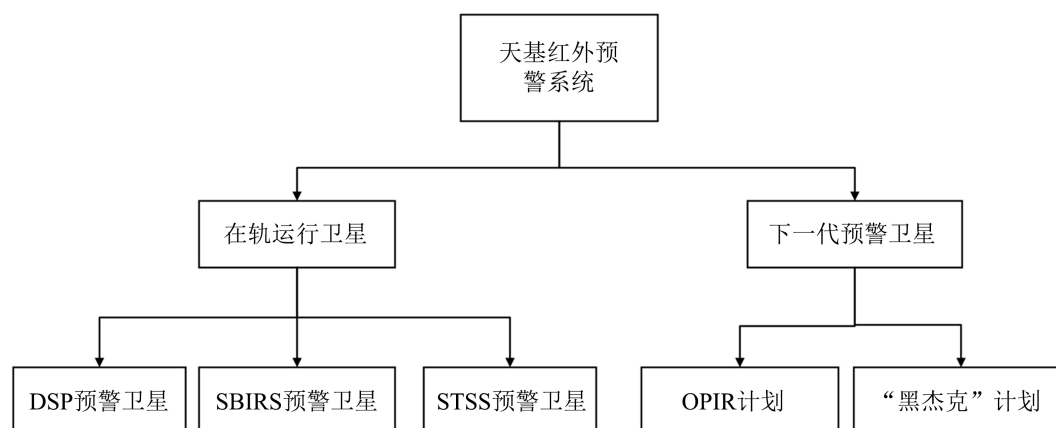 天基红外预
警系统
在轨运行卫星
下一代预警卫星
DSP预警卫星
SBIRS预警卫星
STSS预警卫星
OPIR计划
“黑杰克”计划